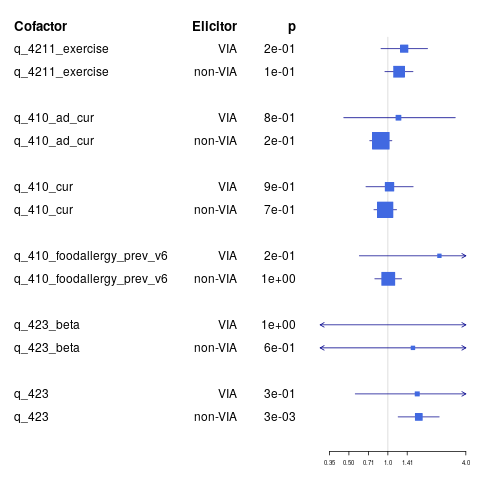 Cofactor Elicitor p
q_4211_exercise VIA 2e-01
q_4211_exercise non-VIA 1e-01
q_410_ad_cur VIA 8e-01
q_410_ad_cur non-VIA 2e-01
q_410_cur VIA 9e-01
q_410_cur non-VIA 7e-01
q_410_foodallergy_prev_v6 VIA 2e-01
q_410_foodallergy_prev_v6 non-VIA 1e+00
q_423_beta VIA 1e+00
q_423_beta non-VIA 6e-01
q_423 VIA 3e-01
q_423 non-VIA 3e-03
0.35 0.50 0.71 1.0 1.41 4.0